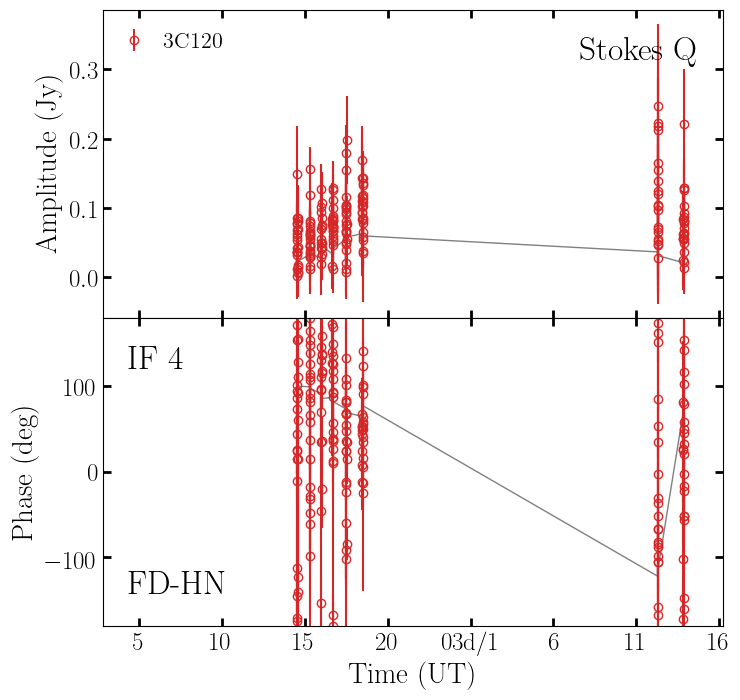 3C120
Stokes Q
0.3
0.2
0.1
0.0
Amplitude (Jy)
IF 4
100
0
−100
Phase (deg)
FD-HN
5 10 15 20 03d/1 6 11 16
Time (UT)